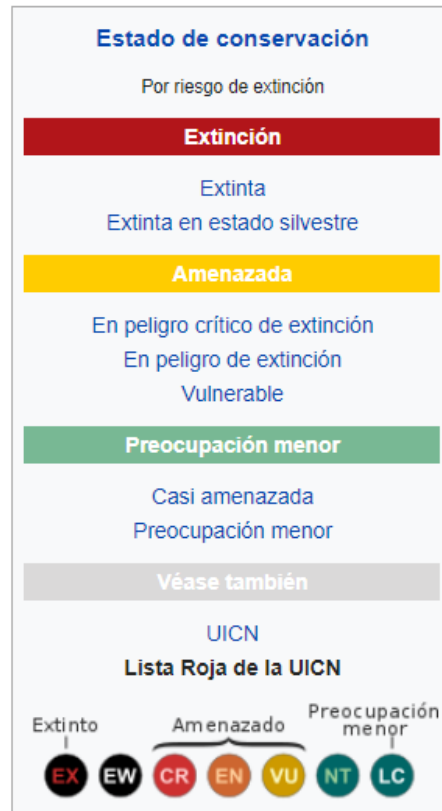 Estado de conservación
Por riesgo de extinción
Extinción
Extinta
Extinta en estado silvestre
Amenazada
En peligro crítico de extinción
En peligro de extinción
Vulnerable
Preocupación menor
Casi amenazada
Preocupación menor
Véase también
UICN
Lista Roja de la UICN
Extinto
Amenazado
Preocupación
menor
EX EW CR EN VU NT LC